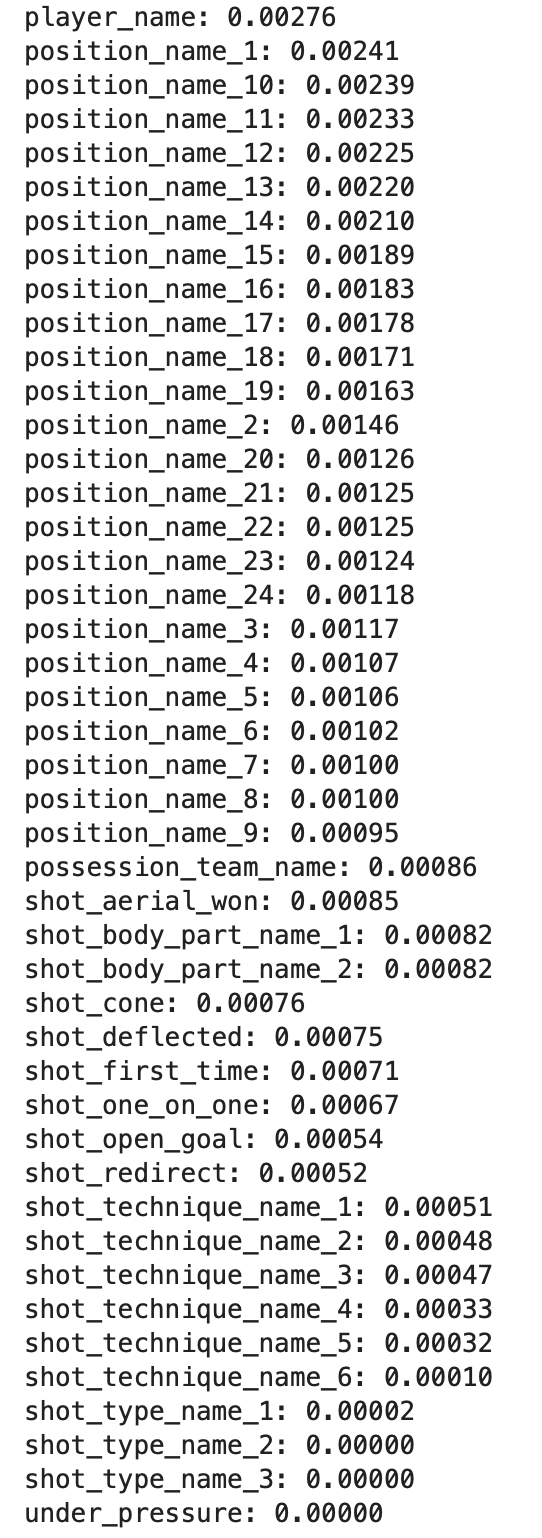 player_name: 0.00276
position_name_1: 0.00241
position_name_10: 0.00239
position_name_11: 0.00233
position_name_12: 0.00225
position_name_13: 0.00220
position_name_14: 0.00210
position_name_15: 0.00189
position_name_16: 0.00183
position_name_17: 0.00178
position_name_18: 0.00171
position_name_19: 0.00163
position_name_2: 0.00146
position_name_20: 0.00126
position_name_21: 0.00125
position_name_22: 0.00125
position_name_23: 0.00124
position_name_24: 0.00118
position_name_3: 0.00117
position_name_4: 0.00107
position_name_5: 0.00106
position_name_6: 0.00102
position_name_7: 0.00100
position_name_8: 0.00100
position_name_9: 0.00095
possession_team_name: 0.00086
shot_aerial_won: 0.00085
shot_body_part_name_1: 0.00082
shot_body_part_name_2: 0.00082
shot_cone: 0.00076
shot_deflected: 0.00075
shot_first_time: 0.00071
shot_one_on_one: 0.00067
shot_open_goal: 0.00054
shot_redirect: 0.00052
shot_technique_name_1: 0.00051
shot_technique_name_2: 0.00048
shot_technique_name_3: 0.00047
shot_technique_name_4: 0.00033
shot_technique_name_5: 0.00032
shot_technique_name_6: 0.00010
shot_type_name_1: 0.00002
shot_type_name_2: 0.00000
shot_type_name_3: 0.00000
under_pressure: 0.00000